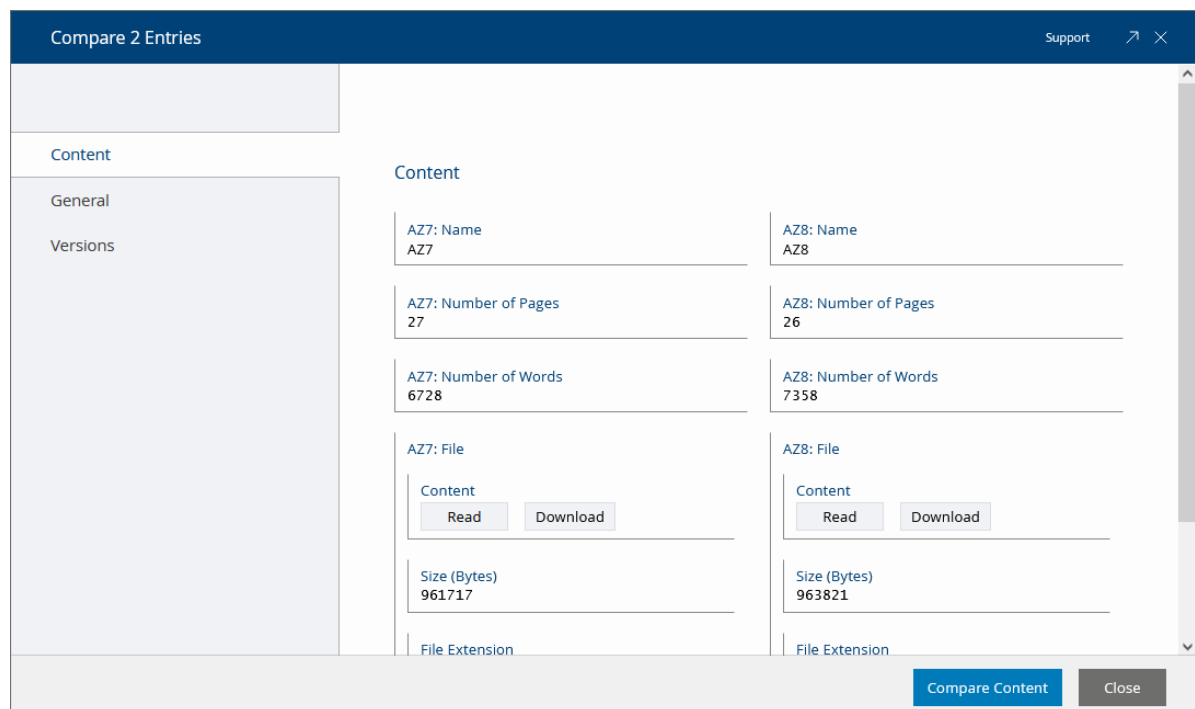 Compare 2 Entries
Support
Content
General
Versions
Content
AZ7: Name
AZ7
AZ8: Name
AZ8
AZ7: Number of Pages
27
AZ8: Number of Pages
26
AZ7: Number of Words
6728
AZ8: Number of Words
7358
AZ7: File
Content
Read Download
Size (Bytes)
961717
File Extension
AZ8: File
Content
Read Download
Size (Bytes)
963821
File Extension
Compare Content
Close